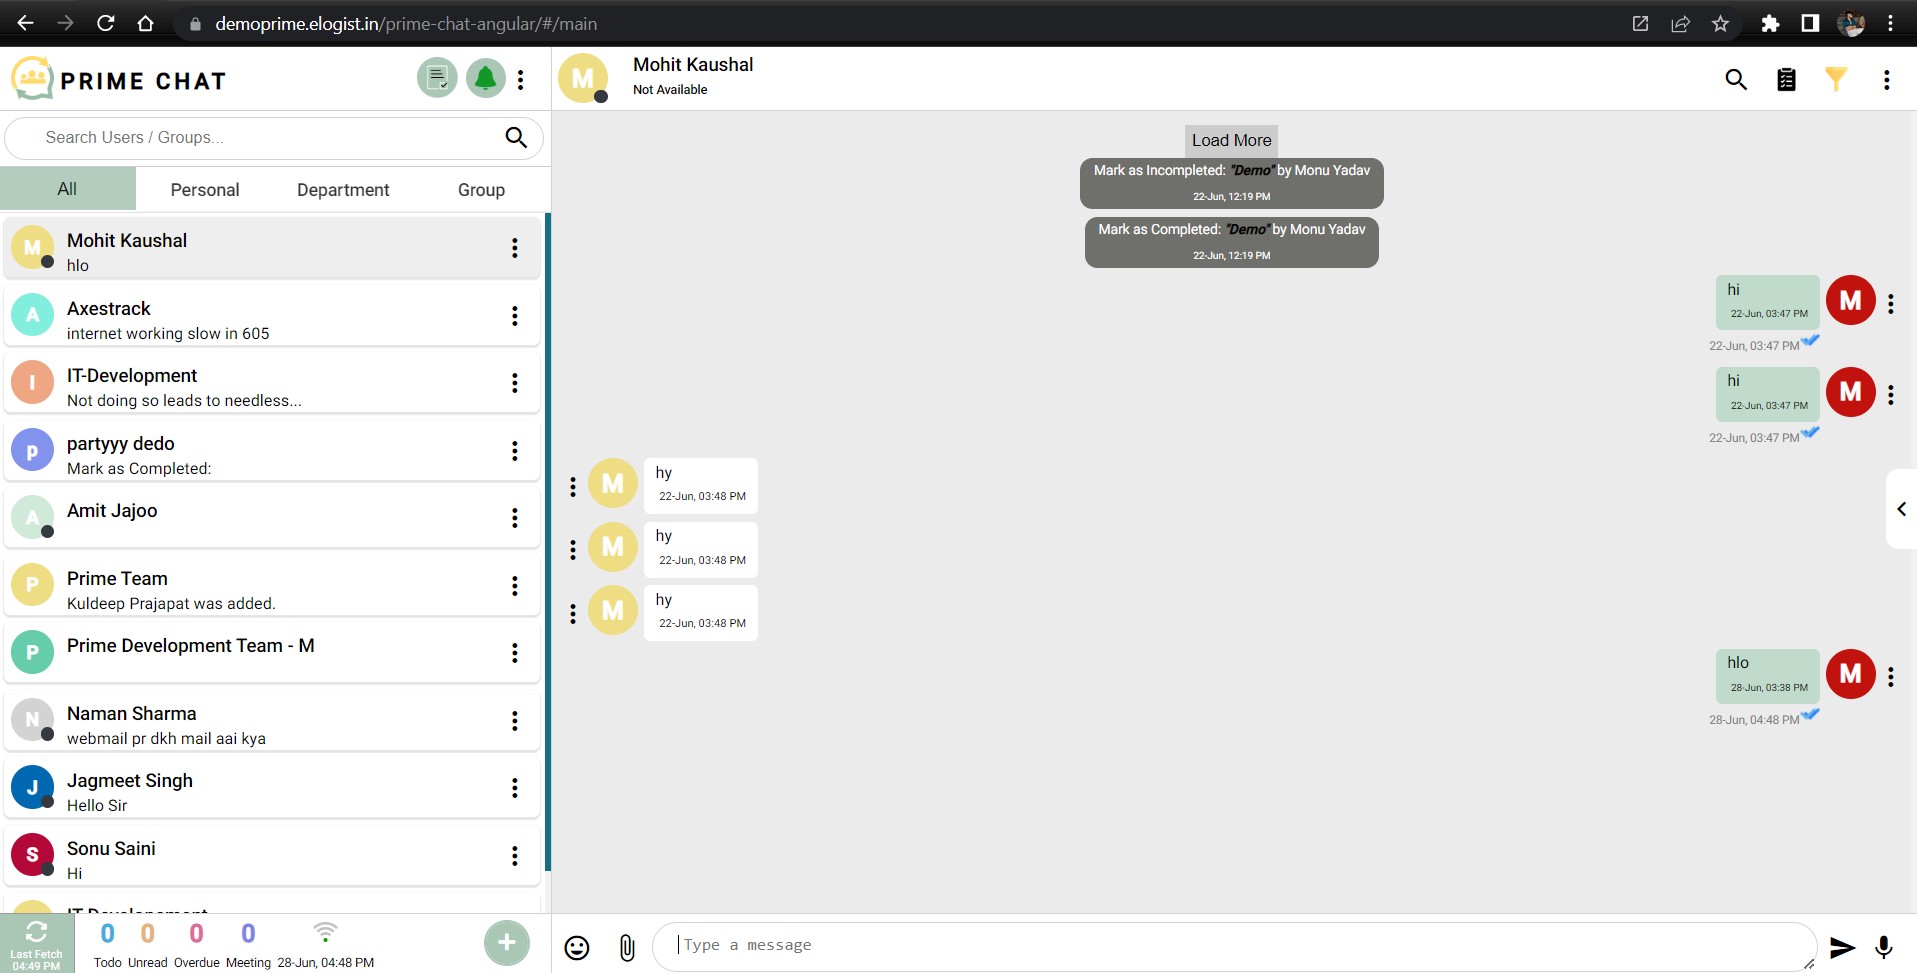 demoprime.elogist.in/prime-chat-angular/#/main
PRIME CHAT
Search Users / Groups...
All
Personal
Department
Group
M
Mohit Kaushal
hlo
A
Axestrack
internet working slow in 605
I
IT-Development
Not doing so leads to needless...
p
partyyy dedo
Mark as Completed:
A
Amit Jajoo
P
Prime Team
Kuldeep Prajapat was added.
P
Prime Development Team - M
N
Naman Sharma
webmail pr dkh mail aai kya
J
Jagmeet Singh
Hello Sir
S
Sonu Saini
Hi
Last Fetch
04:49 PM
0
Todo
0
Unread
0
Overdue
0
Meeting
28-Jun, 04:48 PM
M
Mohit Kaushal
Not Available
Load More
Mark as Incompleted: "Demo" by Monu Yadav
22-Jun, 12:19 PM
Mark as Completed: "Demo" by Monu Yadav
22-Jun, 12:19 PM
hi
22-Jun, 03:47 PM
M
22-Jun, 03:47 PM
hi
22-Jun, 03:47 PM
M
22-Jun, 03:47 PM
M
hy
22-Jun, 03:48 PM
M
hy
22-Jun, 03:48 PM
M
hy
22-Jun, 03:48 PM
hlo
28-Jun, 03:38 PM
M
28-Jun, 04:48 PM
Type a message